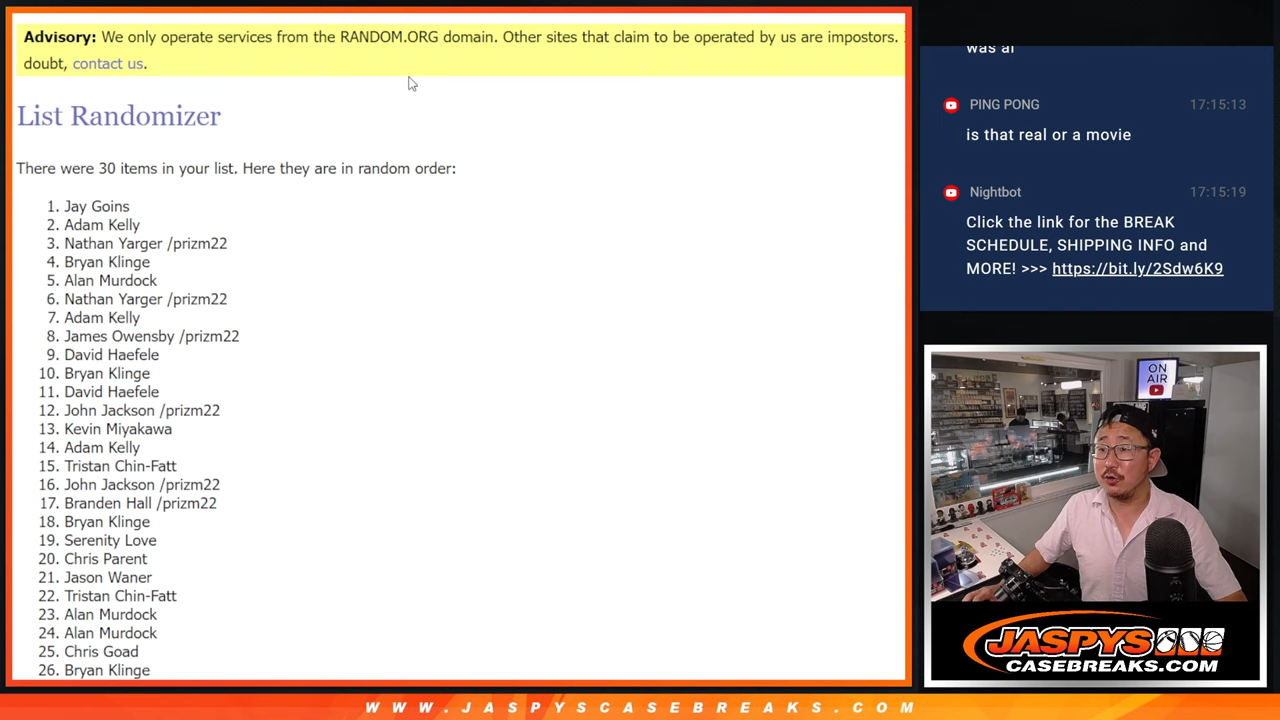 Advisory: We only operate services from the RANDOM.ORG domain. Other sites that claim to be operated by us are impostors.
doubt, contact us.
List Randomizer
There were 30 items in your list. Here they are in random order:
1. Jay Goins
2. Adam Kelly
3. Nathan Yarger /prizm22
4. Bryan Klinge
5. Alan Murdock
6. Nathan Yarger /prizm22
7. Adam Kelly
8. James Owensby /prizm22
9. David Haefele
10. Bryan Klinge
11. David Haefele
12. John Jackson /prizm22
13. Kevin Miyakawa
14. Adam Kelly
15. Tristan Chin-Fatt
16. John Jackson /prizm22
17. Branden Hall /prizm22
18. Bryan Klinge
19. Serenity Love
20. Chris Parent
21. Jason Waner
22. Tristan Chin-Fatt
23. Alan Murdock
24. Alan Murdock
25. Chris Goad
26. Bryan Klinge
was ai
PING PONG 17:15:13
is that real or a movie
Nightbot 17:15:19
Click the link for the BREAK
SCHEDULE, SHIPPING INFO and
MORE! >>> https://bit.ly/2Sdw6K9
ON
AIR
JASPYS
CASEBREAKS.COM
WWW.JASPYSCASEBREAKS.COM